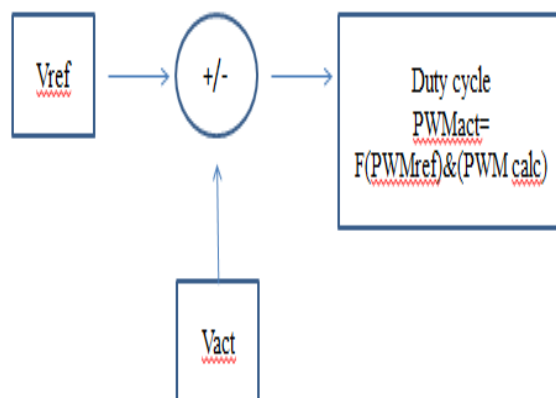 Vref
+/-
Duty cycle
PWMact=
F(PWMref)&(PWM calc)
Vact